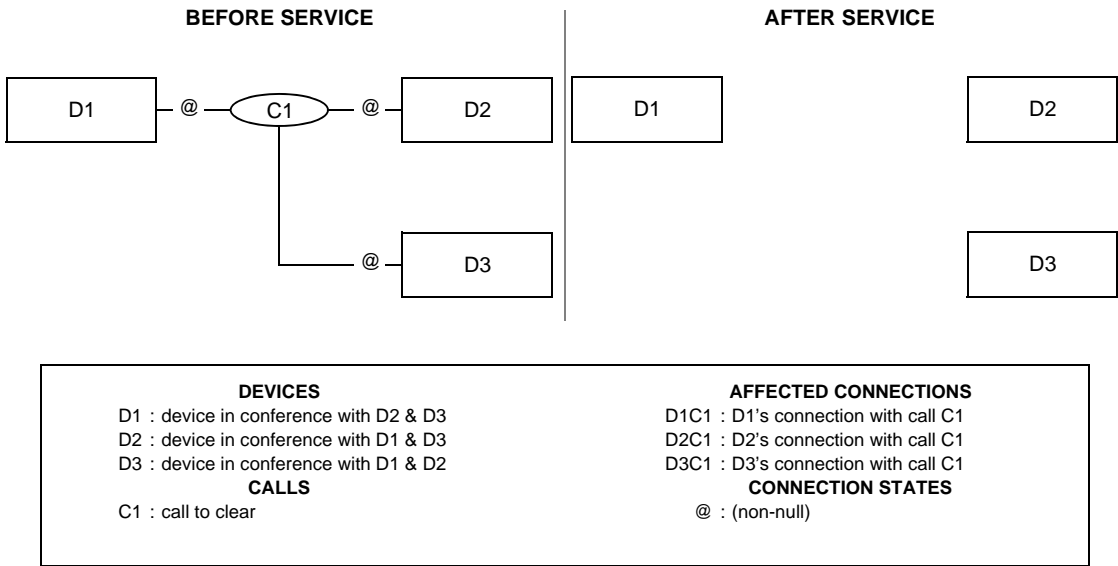 BEFORE SERVICE
AFTER SERVICE
D1 @ C1 @ D2
D1 D2
@ D3
D3
DEVICES
D1 : device in conference with D2 & D3
D2 : device in conference with D1 & D3
D3 : device in conference with D1 & D2
CALLS
C1 : call to clear
AFFECTED CONNECTIONS
D1C1 : D1's connection with call C1
D2C1 : D2's connection with call C1
D3C1 : D3's connection with call C1
CONNECTION STATES
@ : (non-null)